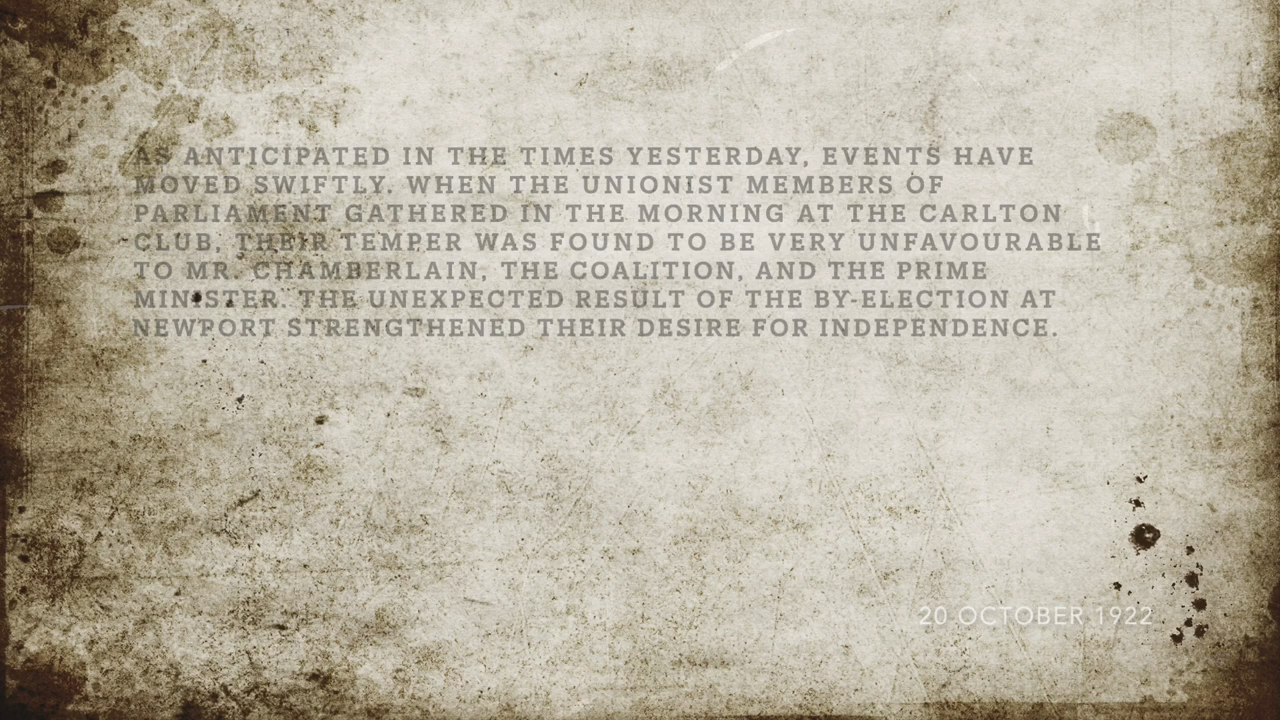 AS ANTICIPATED IN THE TIMES YESTERDAY, EVENTS HAVE
MOVED SWIFTLY. WHEN THE UNIONIST MEMBERS OF
PARLIAMENT GATHERED IN THE MORNING AT THE CARLTON
CLUB, THEIR TEMPER WAS FOUND TO BE VERY UNFAVOURABLE
TO MR. CHAMBERLAIN, THE COALITION, AND THE PRIME
MINISTER. THE UNEXPECTED RESULT OF THE BY-ELECTION AT
NEWPORT STRENGTHENED THEIR DESIRE FOR INDEPENDENCE.
20 OCTOBER 1922